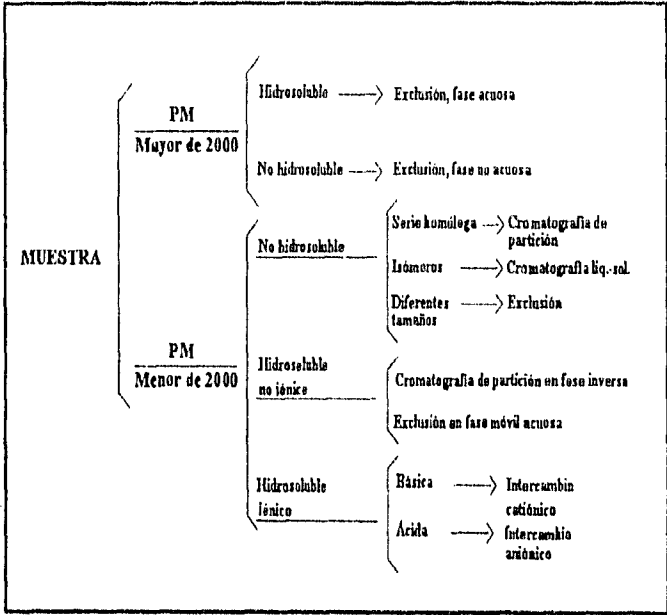 MUESTRA
PM
Mayor de 2000
Hidrosoluble
Exclusión, fase acuosa
No hidrosoluble
Exclusión, fase no acuosa
PM
Menor de 2000
No hidrosoluble
Serie homóloga
Cromatografía de
partición
Isómeros
Cromatografía liq.-sol.
Diferentes
tamaños
Exclusión
Hidrosoluble
no iónico
Cromatografía de partición en fase inversa
Exclusión en fase móvil acuosa
Hidrosoluble
Iónico
Básica
Intercambio
catiónico
Acida
Intercambio
aniónico